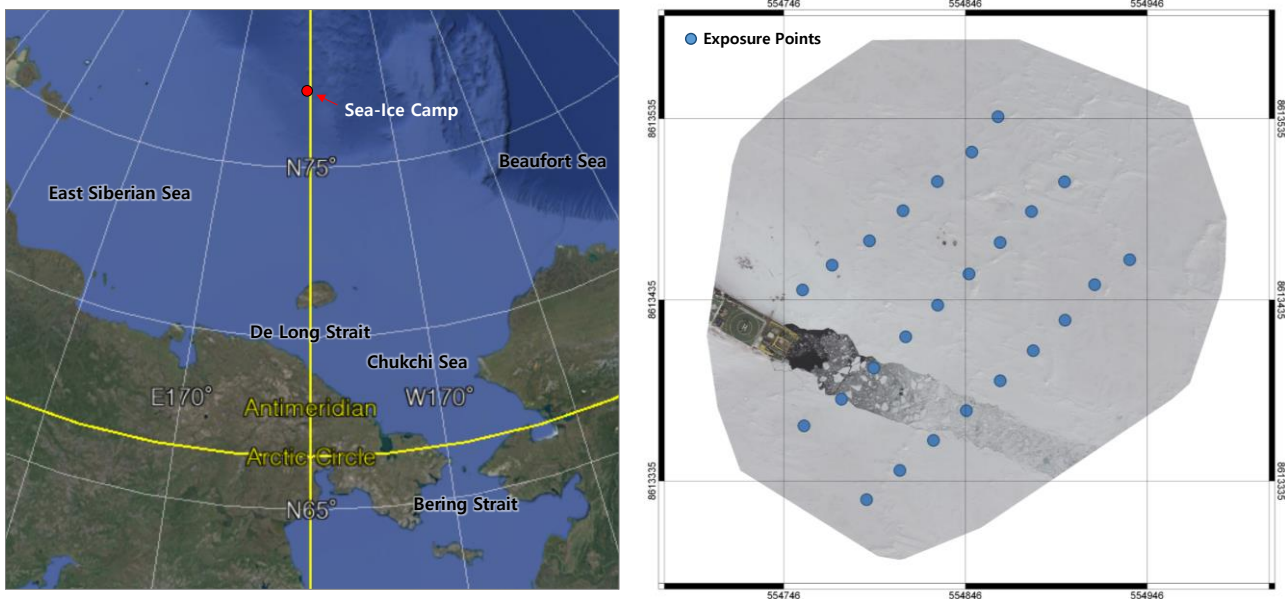 Sea-Ice Camp
N75°
Beaufort Sea
East Siberian Sea
De Long Strait
Chukchi Sea
E170°
W170°
Antimeridian
Arctic Circle
Bering Strait
N65°
554746
554846
554946
Exposure Points
8613535
8613535
8613435
8613435
H
8613335
8613335
554746
554846
554946